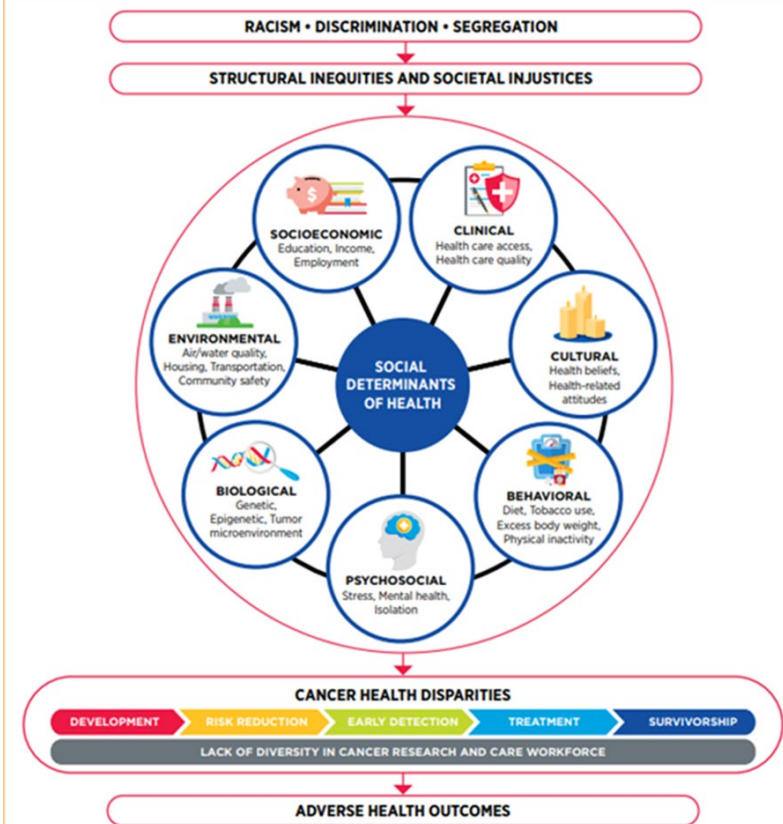 RACISM • DISCRIMINATION • SEGREGATION
STRUCTURAL INEQUITIES AND SOCIETAL INJUSTICES
$
SOCIOECONOMIC
Education, Income,
Employment
CLINICAL
Health care access,
Health care quality
ENVIRONMENTAL
Air/water quality,
Housing, Transportation,
Community safety
SOCIAL
DETERMINANTS
OF HEALTH
CULTURAL
Health beliefs,
Health-related
attitudes
BIOLOGICAL
Genetic,
Epigenetic, Tumor
microenvironment
BEHAVIORAL
Diet, Tobacco use,
Excess body weight,
Physical inactivity
PSYCHOSOCIAL
Stress, Mental health,
Isolation
CANCER HEALTH DISPARITIES
DEVELOPMENT RISK REDUCTION EARLY DETECTION TREATMENT SURVIVORSHIP
LACK OF DIVERSITY IN CANCER RESEARCH AND CARE WORKFORCE
ADVERSE HEALTH OUTCOMES